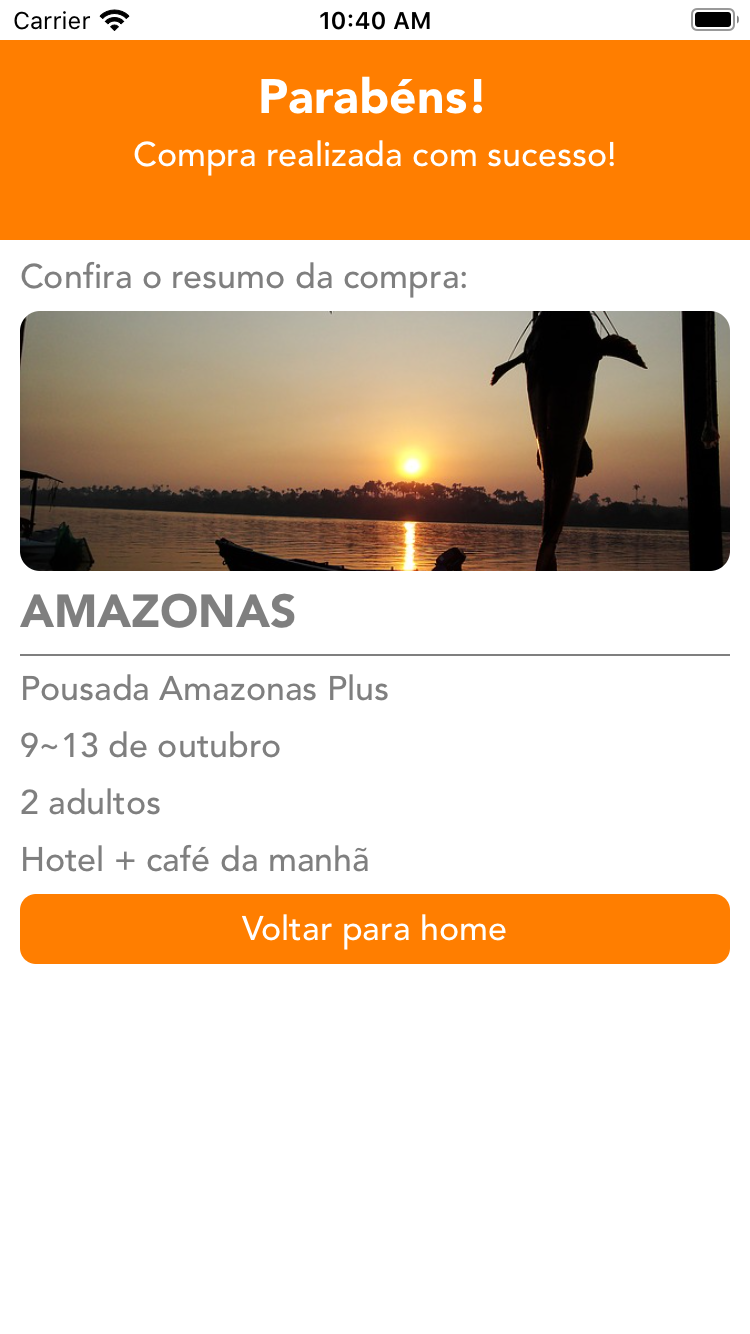 Carrier 10:40 AM
Parabéns!
Compra realizada com sucesso!
Confira o resumo da compra:
AMAZONAS
Pousada Amazonas Plus
9~13 de outubro
2 adultos
Hotel + café da manhã
Voltar para home